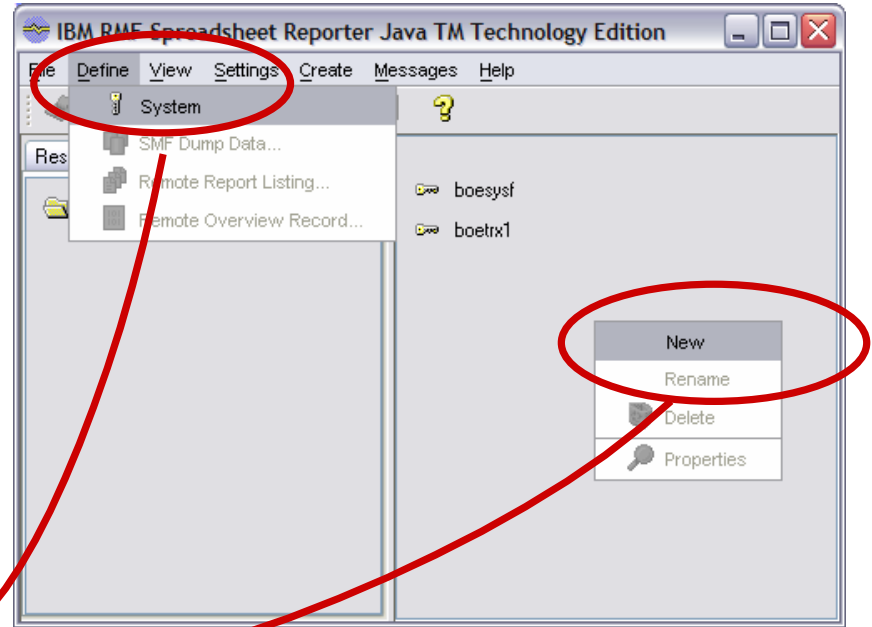 IBM RMF Spreadsheet Reporter Java TM Technology Edition
File Define View Settings Create Messages Help
System
Res
SMF Dump Data...
Remote Report Listing...
Remote Overview Record...
boesysf
boetrx1
New
Rename
Delete
Properties